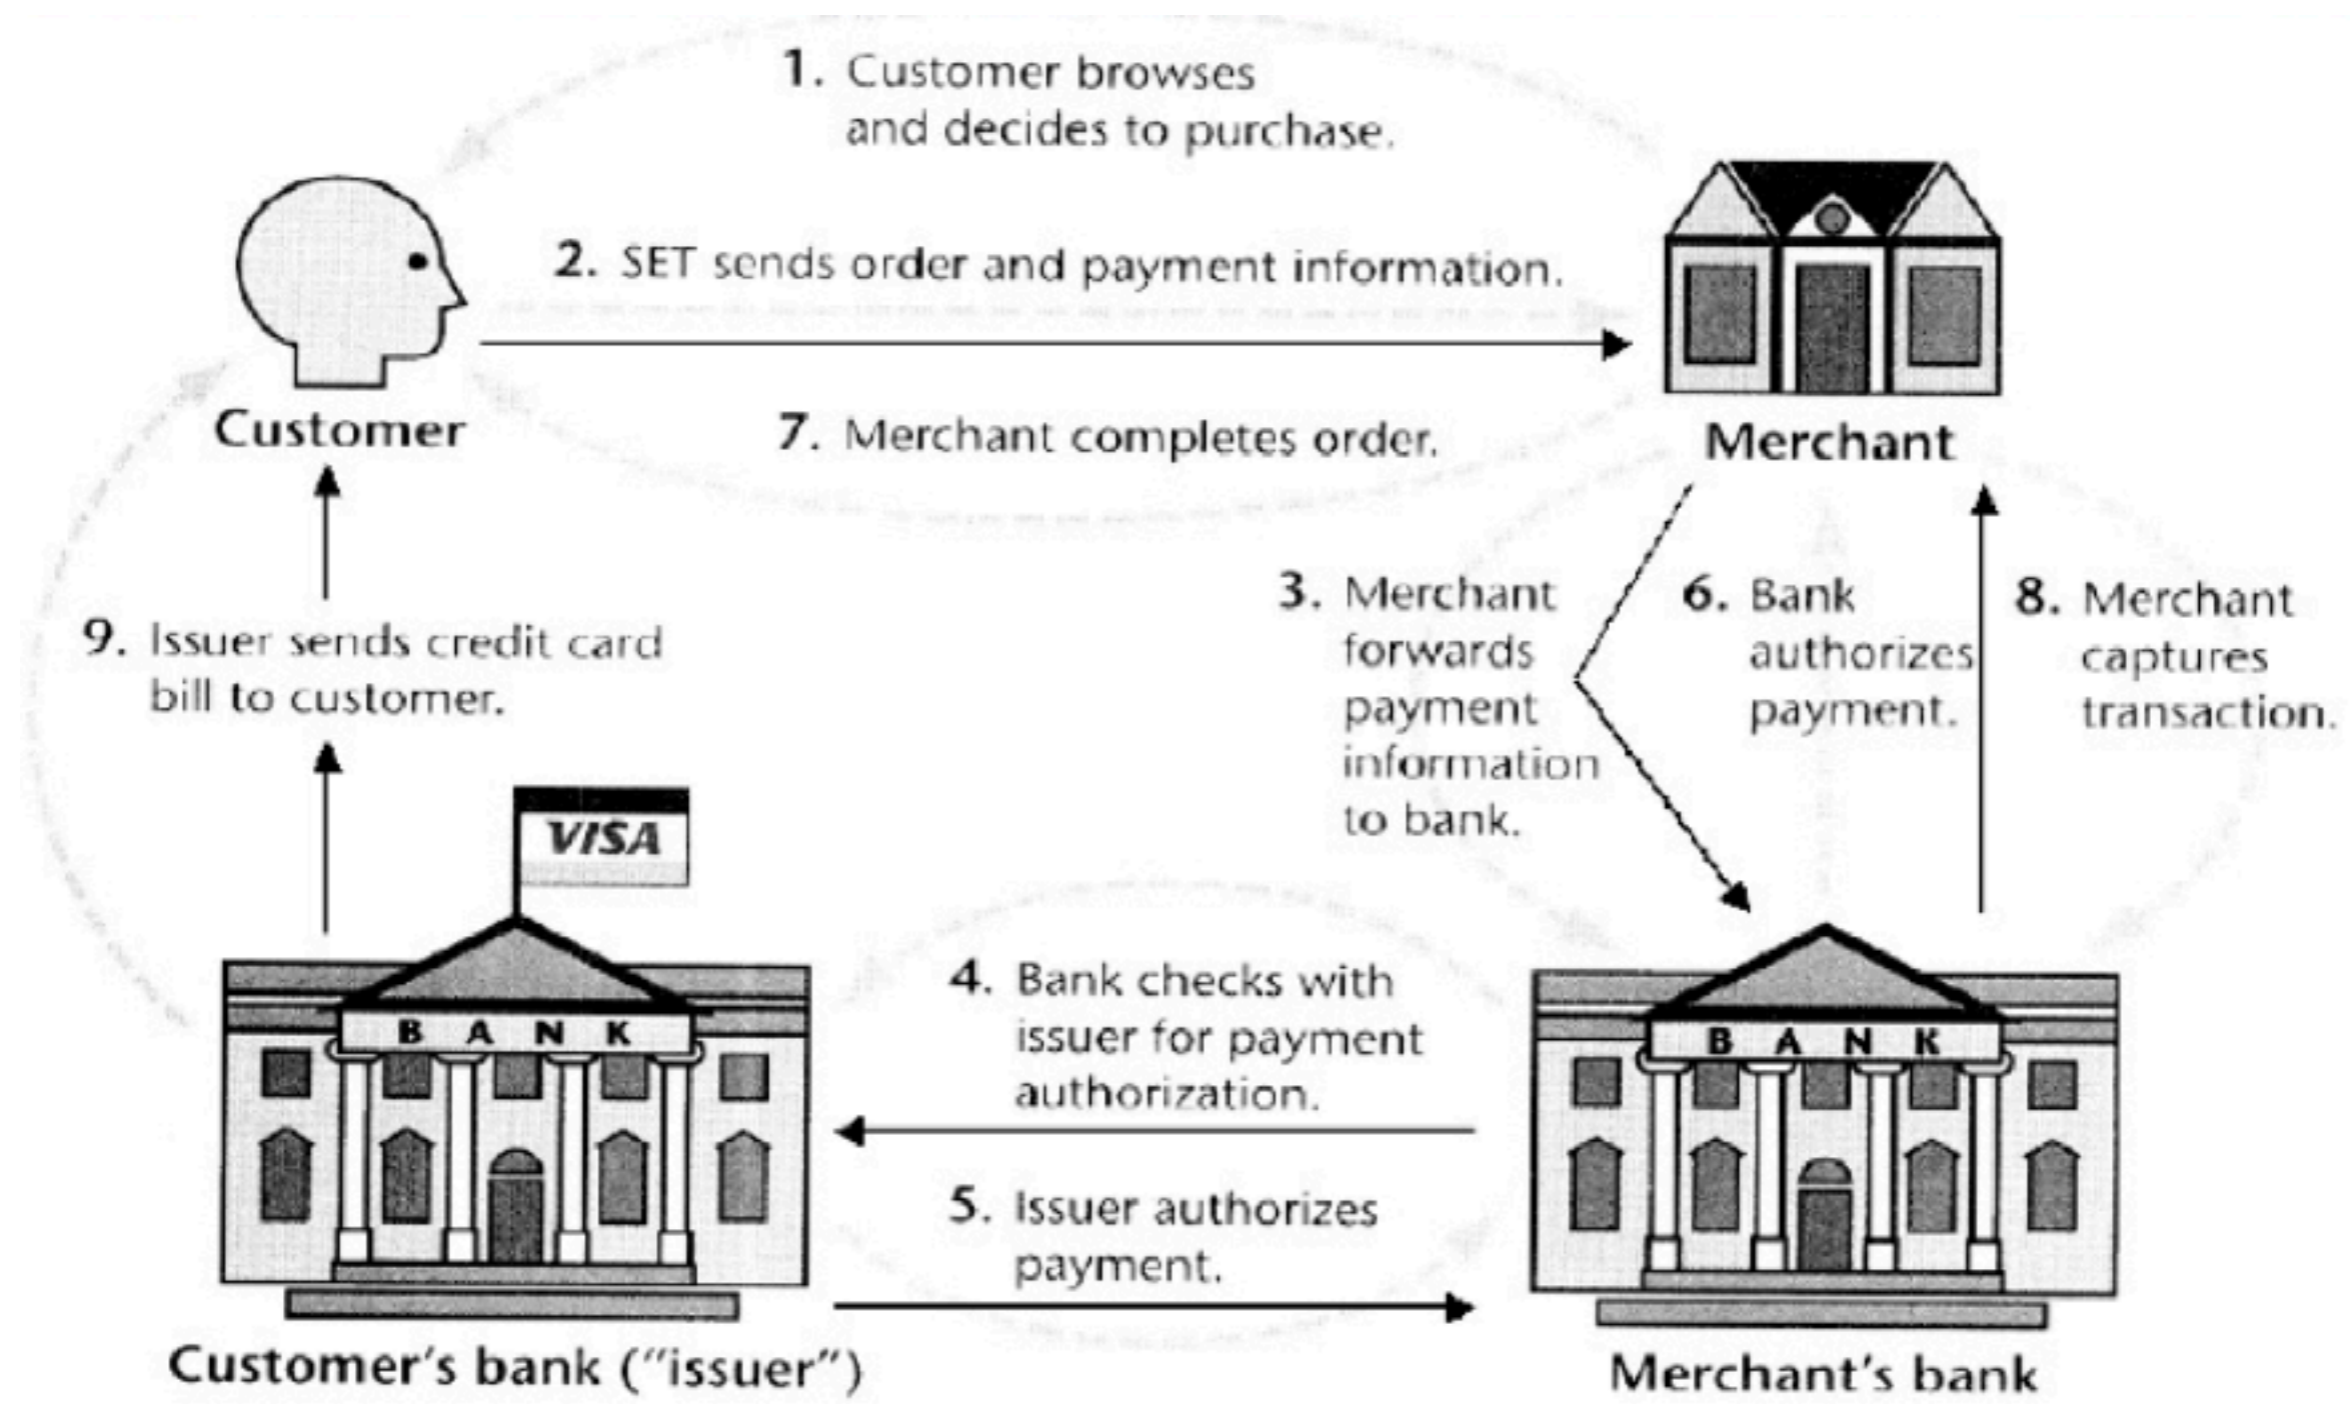 1. Customer browses
and decides to purchase.
2. SET sends order and payment information.
Customer
7. Merchant completes order.
Merchant
3. Merchant
forwards
payment
information
to bank.
6. Bank
authorizes
payment.
8. Merchant
captures
transaction.
9. Issuer sends credit card
bill to customer.
VISA
BANK
4. Bank checks with
issuer for payment
authorization.
BANK
5. Issuer authorizes
payment.
Customer's bank ("issuer")
Merchant's bank